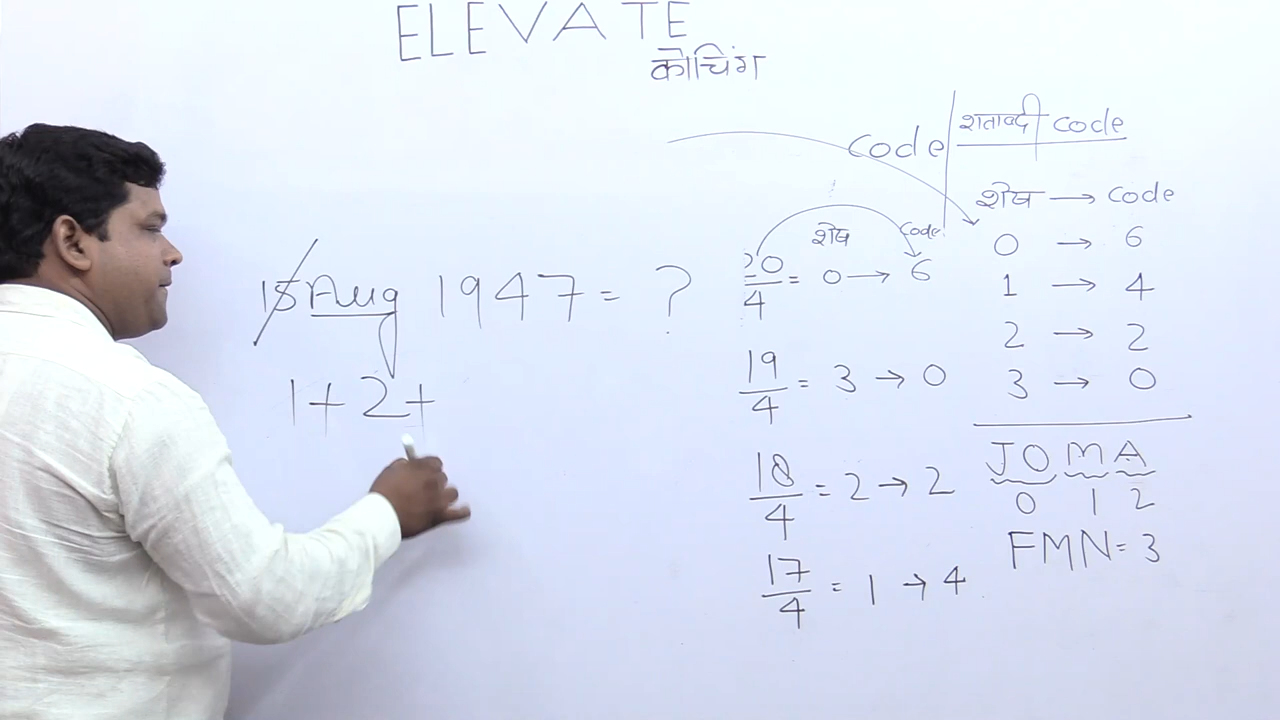 ELEVATE
कोचिंग
15 Aug 1947 = ?
1 + 2 +
Code
शताब्दी Code
शेष → Code
0 → 6
1 → 4
2 → 2
3 → 0
शेष Code
20/4 = 0 → 6
19/4 = 3 → 0
18/4 = 2 → 2
17/4 = 1 → 4
JO MA
0 1 2
FMN = 3